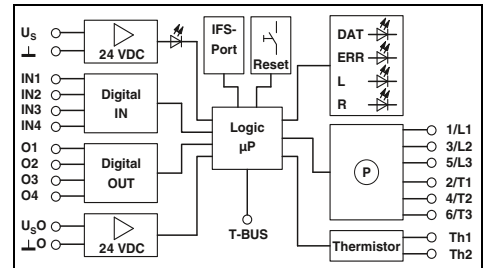 U_S
⊥
24 VDC
IFS-
Port
Reset
DAT
ERR
L
R
IN1
IN2
IN3
IN4
Digital
IN
Logic
µP
O1
O2
O3
O4
Digital
OUT
P
1/L1
3/L2
5/L3
2/T1
4/T2
6/T3
U_SO
⊥O
24 VDC
T-BUS
Thermistor
Th1
Th2